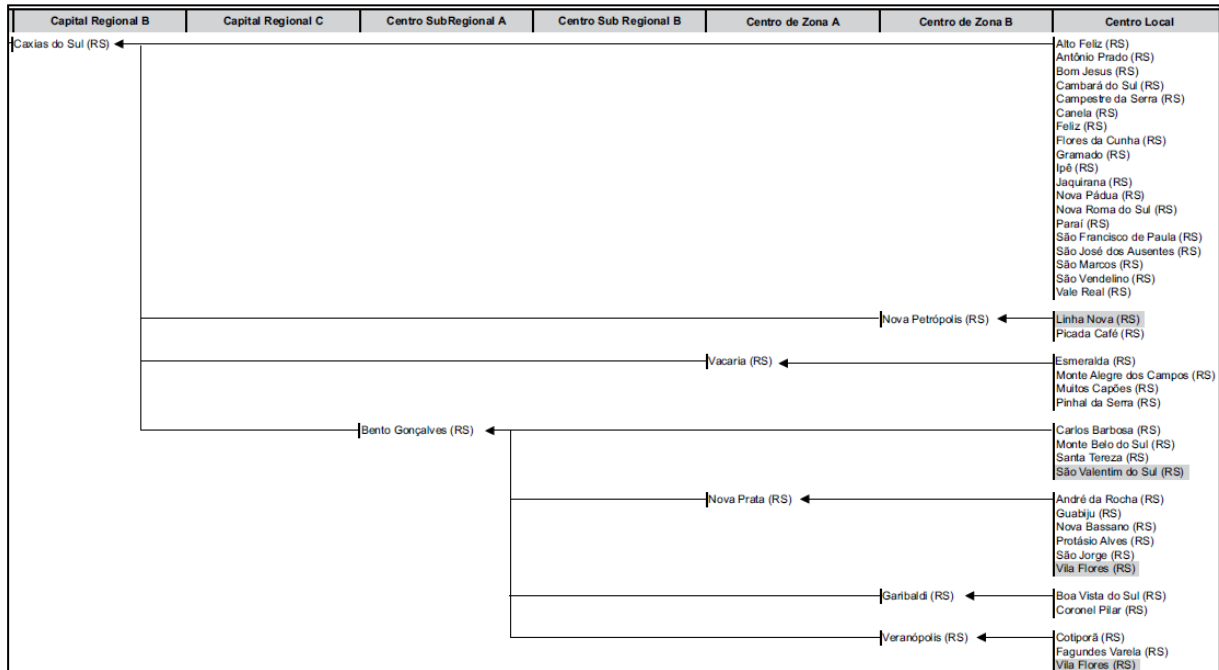 Capital Regional B Capital Regional C Centro SubRegional A Centro Sub Regional B Centro de Zona A Centro de Zona B Centro Local
Caxias do Sul (RS) Alto Feliz (RS)
Antônio Prado (RS)
Bom Jesus (RS)
Cambará do Sul (RS)
Campestre da Serra (RS)
Canela (RS)
Feliz (RS)
Flores da Cunha (RS)
Gramado (RS)
Ipê (RS)
Jaquirana (RS)
Nova Pádua (RS)
Nova Roma do Sul (RS)
Paraí (RS)
São Francisco de Paula (RS)
São José dos Ausentes (RS)
São Marcos (RS)
São Vendelino (RS)
Vale Real (RS)
Nova Petrópolis (RS) Linha Nova (RS)
Picada Café (RS)
Vacaria (RS) Esmeralda (RS)
Monte Alegre dos Campos (RS)
Muitos Capões (RS)
Pinhal da Serra (RS)
Bento Gonçalves (RS) Carlos Barbosa (RS)
Monte Belo do Sul (RS)
Santa Tereza (RS)
São Valentim do Sul (RS)
Nova Prata (RS) André da Rocha (RS)
Guabiju (RS)
Nova Bassano (RS)
Protásio Alves (RS)
São Jorge (RS)
Vila Flores (RS)
Garibaldi (RS) Boa Vista do Sul (RS)
Coronel Pilar (RS)
Veranópolis (RS) Cotiporã (RS)
Fagundes Varela (RS)
Vila Flores (RS)